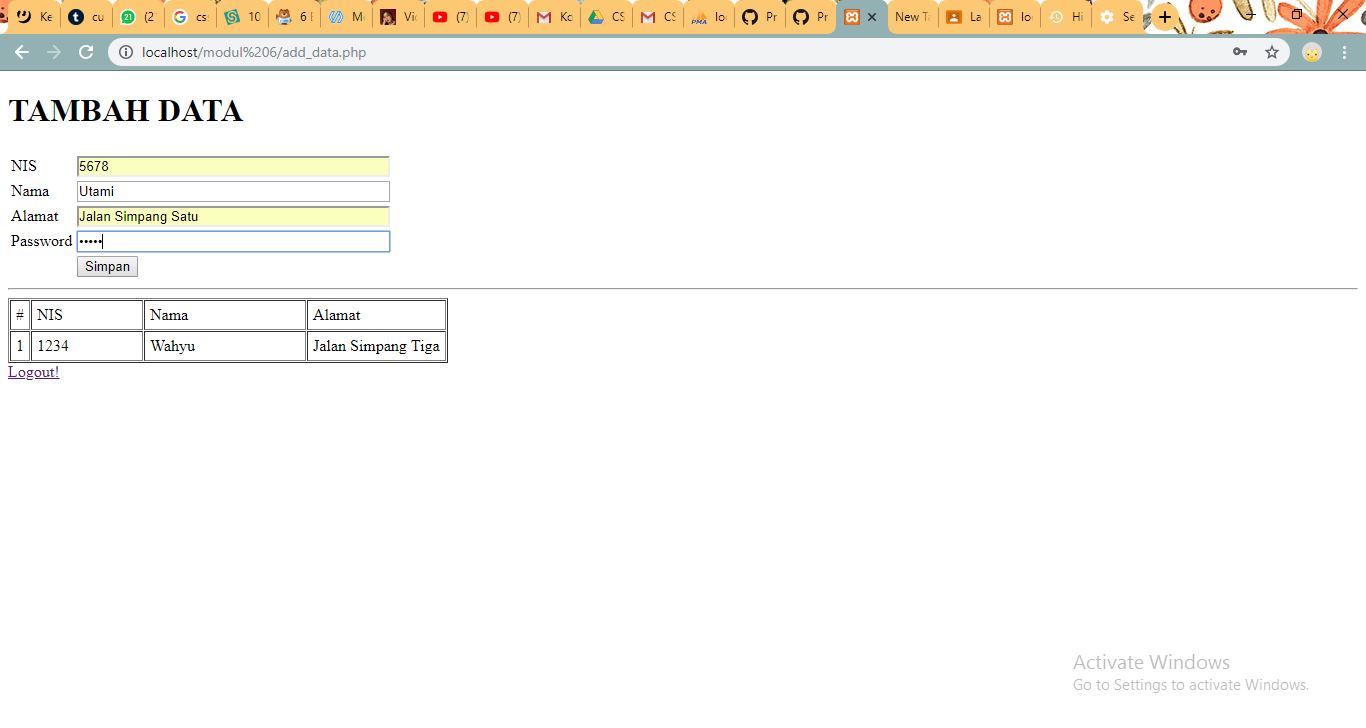 Ke cu (2 cs 10 6 I Mi Vic (7) (7) Ko CS CS lo Pr Pr New Ta La lo Hi Se
localhost/modul%206/add_data.php
TAMBAH DATA
NIS 5678
Nama Utami
Alamat Jalan Simpang Satu
Password •••••
Simpan
# NIS Nama Alamat
1 1234 Wahyu Jalan Simpang Tiga
Logout!
Activate Windows
Go to Settings to activate Windows.